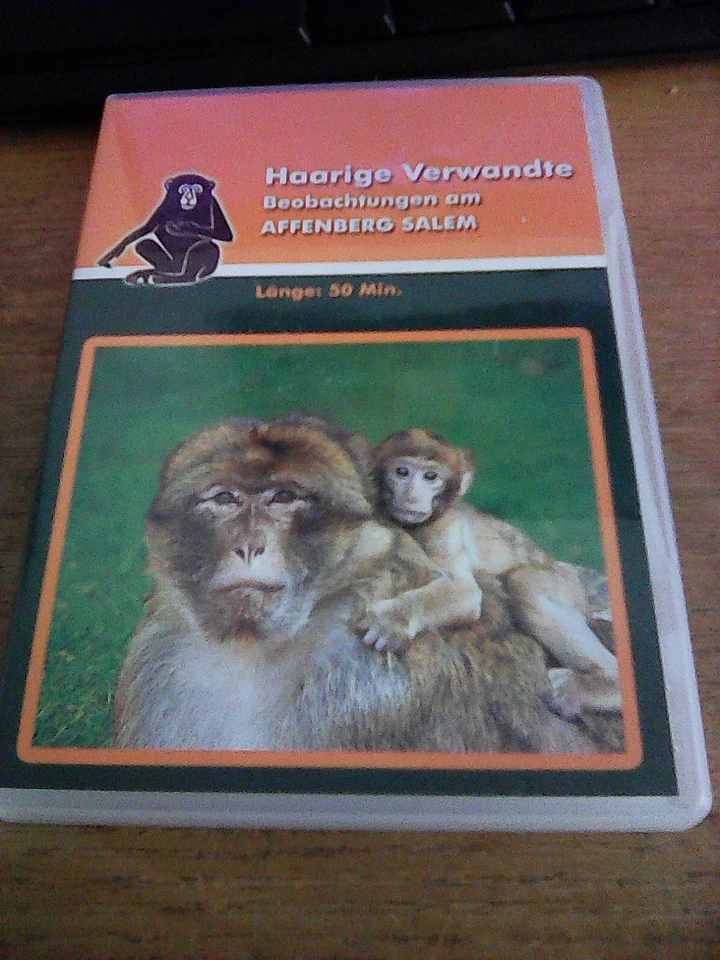 Haarige Verwandte
Beobachtungen am
AFFENBERG SALEM
Länge: 50 Min.